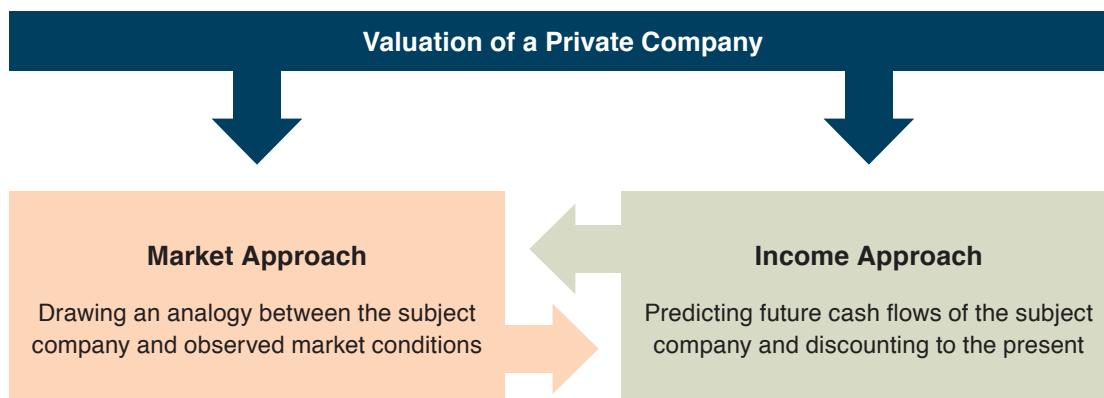 Valuation of a Private Company
Market Approach
Drawing an analogy between the subject
company and observed market conditions
Income Approach
Predicting future cash flows of the subject
company and discounting to the present